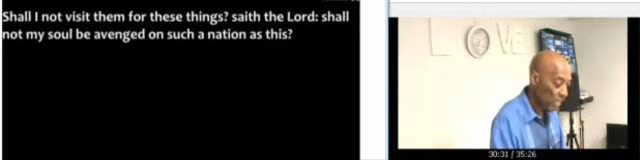 Shall I not visit them for these things? saith the Lord: shall
not my soul be avenged on such a nation as this?
LOVE
30:31 / 35:26